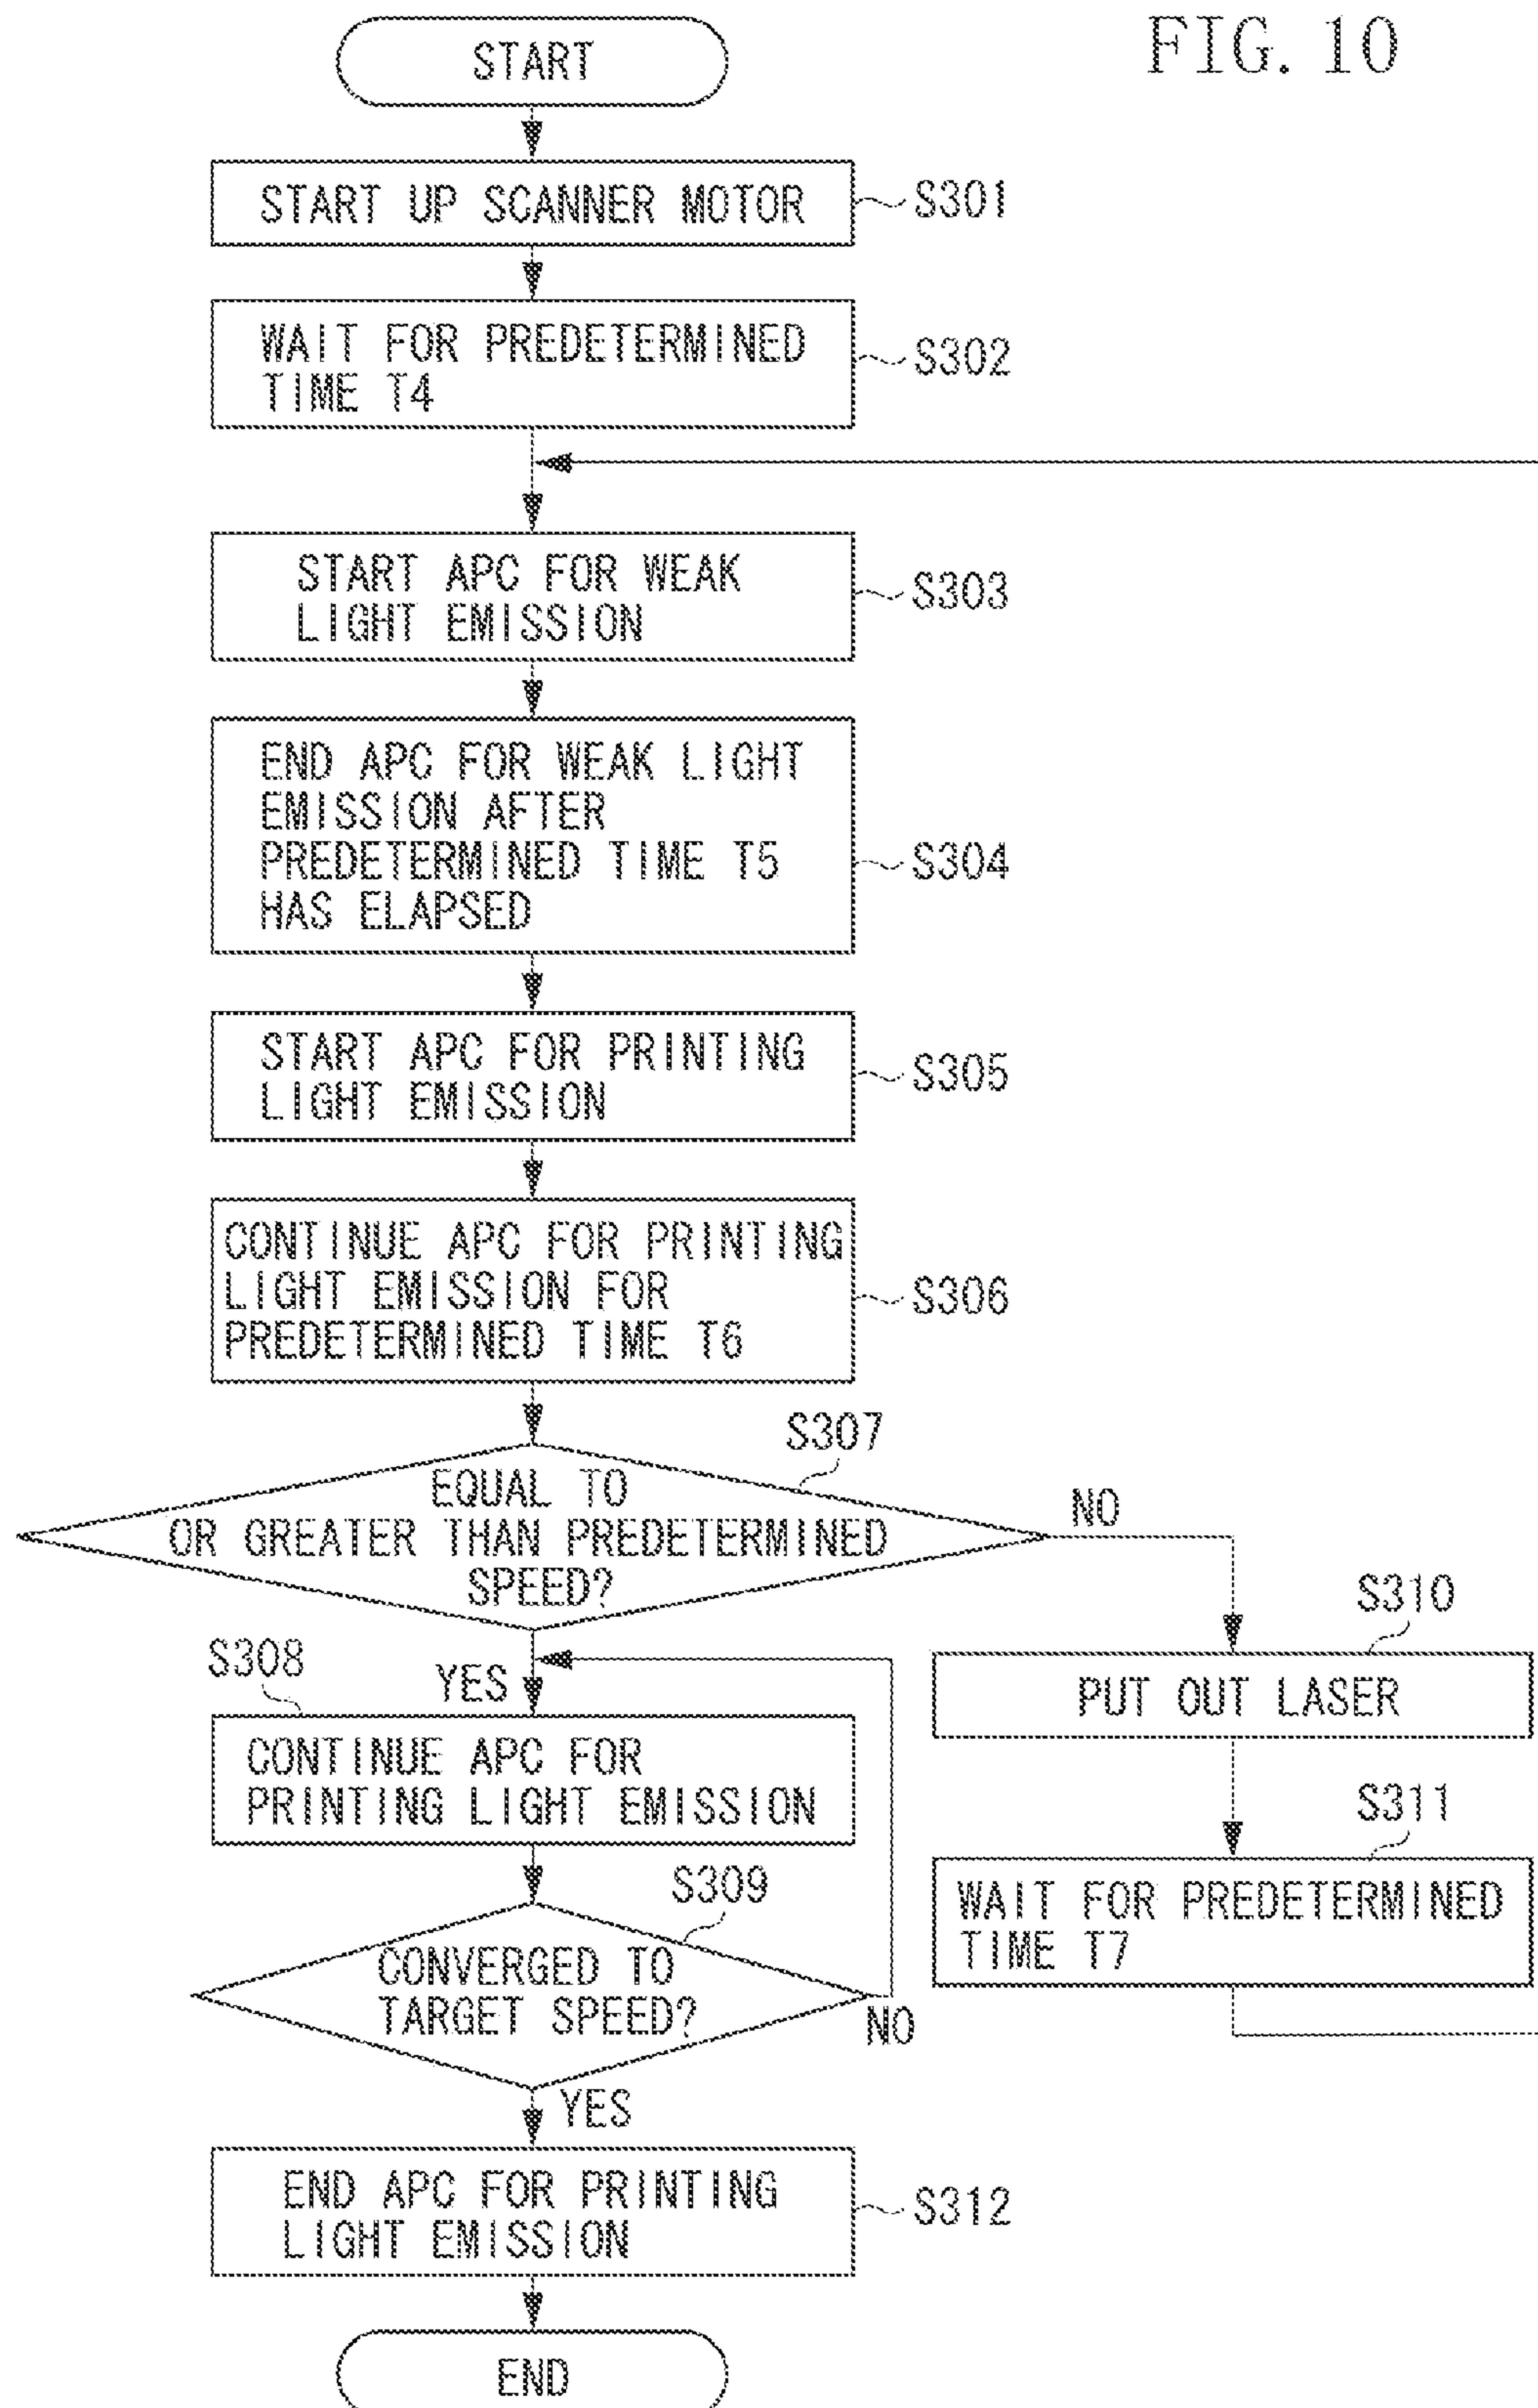 FIG. 10
START
START UP SCANNER MOTOR
S301
WAIT FOR PREDETERMINED
TIME T4
S302
START APC FOR WEAK
LIGHT EMISSION
S303
END APC FOR WEAK LIGHT
EMISSION AFTER
PREDETERMINED TIME T5
HAS ELAPSED
S304
START APC FOR PRINTING
LIGHT EMISSION
S305
CONTINUE APC FOR PRINTING
LIGHT EMISSION FOR
PREDETERMINED TIME T6
S306
S307
EQUAL TO
OR GREATER THAN PREDETERMINED
SPEED?
NO
S310
PUT OUT LASER
S308
YES
CONTINUE APC FOR
PRINTING LIGHT EMISSION
S311
WAIT FOR PREDETERMINED
TIME T7
S309
CONVERGED TO
TARGET SPEED?
NO
YES
END APC FOR PRINTING
LIGHT EMISSION
S312
END